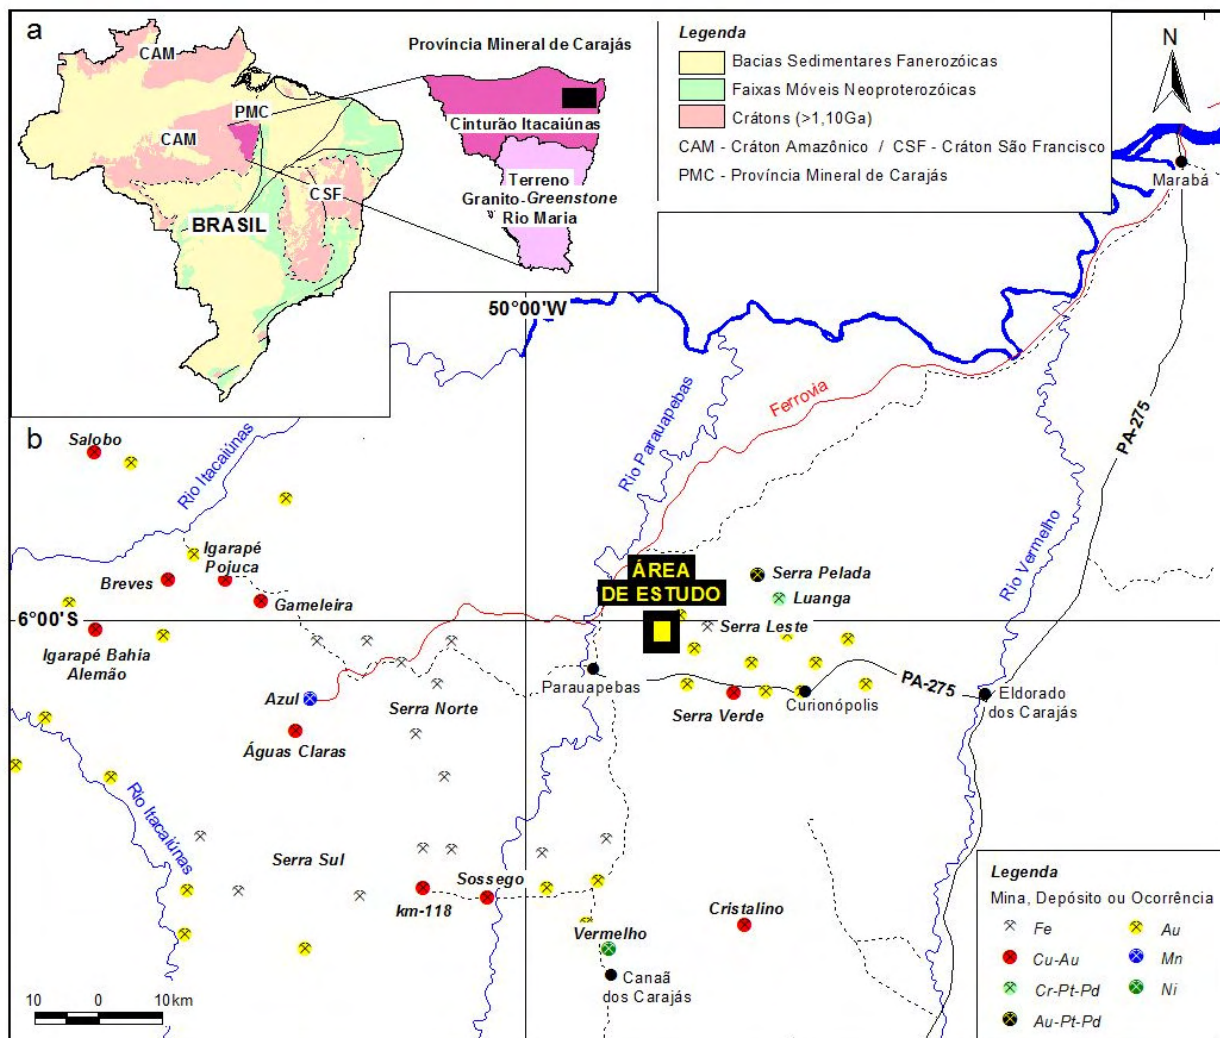 a
CAM
PMC
CAM
CSF
BRASIL
Província Mineral de Carajás
Cinturão Itacaiúnas
Terreno
Granito-Greenstone
Rio Maria
Legenda
Bacias Sedimentares Fanerozóicas
Faixas Móveis Neoproterozóicas
Crátons (>1,10Ga)
CAM - Cráton Amazônico / CSF - Cráton São Francisco
PMC - Província Mineral de Carajás
N
Marabá
50°00'W
b
Salobo
Rio Itacaiúnas
Rio Parauapebas
Ferrovia
PA-275
Rio Vermelho
Igarapé
Pojuca
Breves
Gameleira
ÁREA
DE ESTUDO
Serra Pelada
Luanga
6°00'S
Serra Leste
Igarapé Bahia
Alemão
Azul
Serra Norte
Parauapebas
PA-275
Serra Verde
Curionópolis
Eldorado
dos Carajás
Águas Claras
Rio Itacaiúnas
Serra Sul
Sossego
km-118
Cristalino
Vermelho
Canaã
dos Carajás
10 0 10 km
Legenda
Mina, Depósito ou Ocorrência
Fe
Au
Cu-Au
Mn
Cr-Pt-Pd
Ni
Au-Pt-Pd